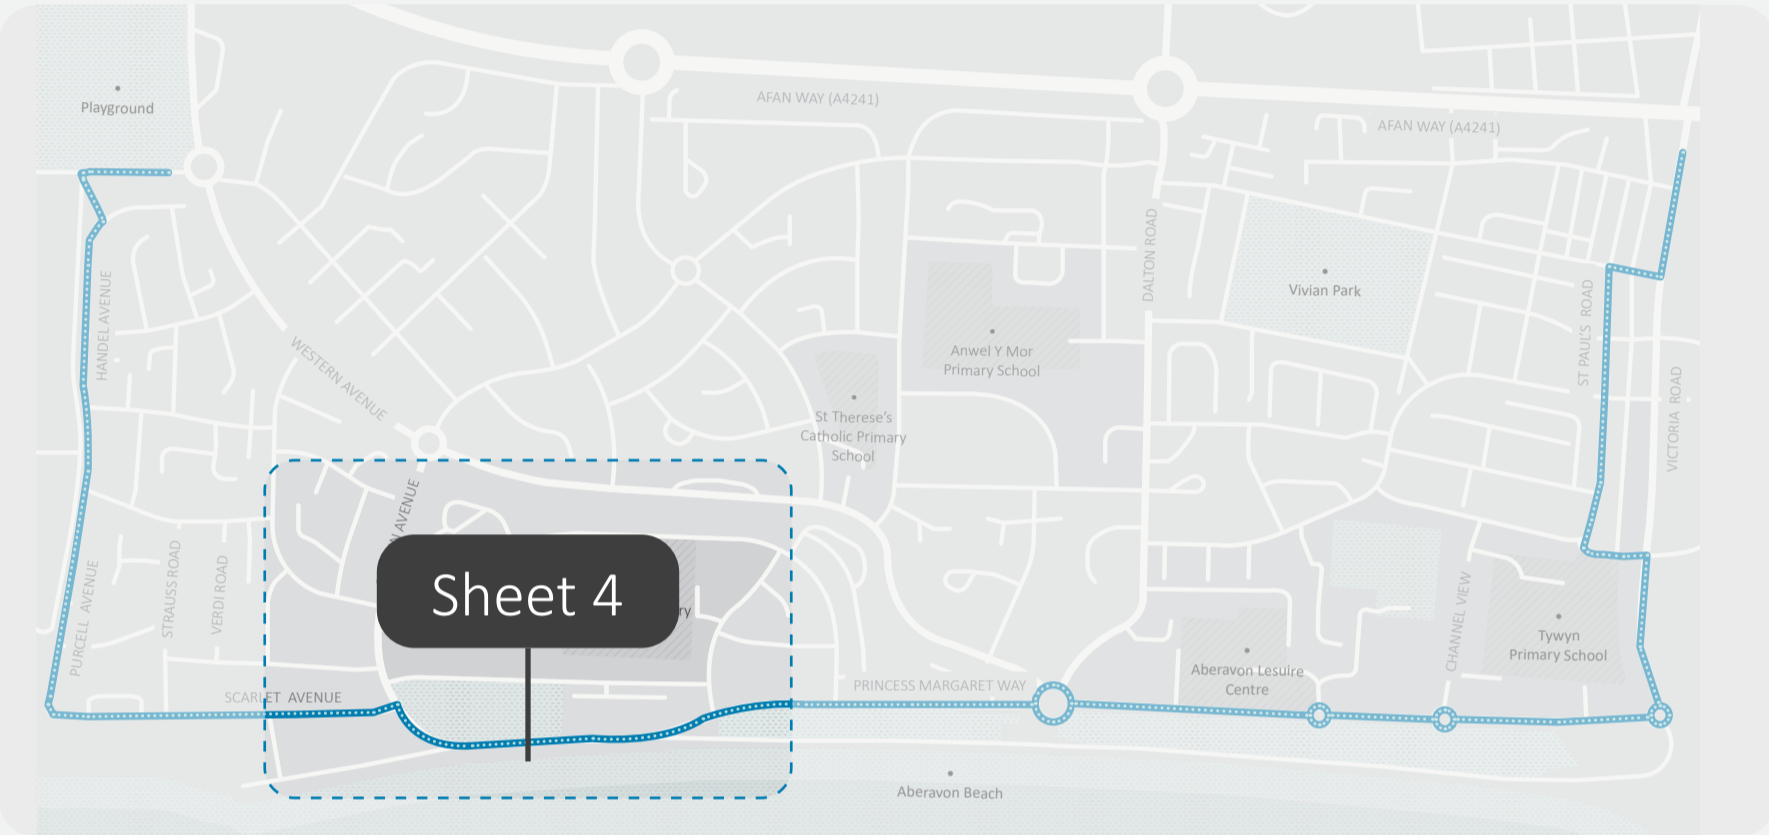 AFAN WAY (A4241)
Playground
AFAN WAY (A4241)
DALTON ROAD
Vivian Park
HANDEL AVENUE
ST PAUL'S ROAD
WESTERN AVENUE
Anwel Y Mor
Primary School
VICTORIA ROAD
St Therese's
Catholic Primary
School
AVENUE
Sheet 4
PURCELL AVENUE
STRAUSS ROAD
VERDI ROAD
CHANNEL VIEW
Tywyn
Primary School
Aberavon Lesuire
Centre
PRINCESS MARGARET WAY
SCARLET AVENUE
Aberavon Beach